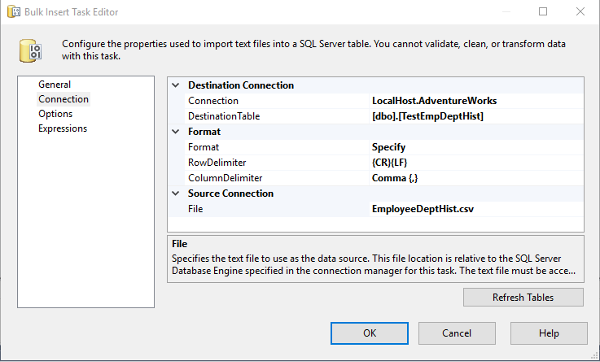 Bulk Insert Task Editor
Configure the properties used to import text files into a SQL Server table. You cannot validate, clean, or transform data
with this task.
General
Connection
Options
Expressions
Destination Connection
Connection LocalHost.AdventureWorks
DestinationTable [dbo].[TestEmpDeptHist]
Format
Format Specify
RowDelimiter {CR}{LF}
ColumnDelimiter Comma {,}
Source Connection
File EmployeeDeptHist.csv
File
Specifies the text file to use as the data source. This file location is relative to the SQL Server
Database Engine specified in the connection manager for this task. The text file must be acce...
Refresh Tables
OK Cancel Help